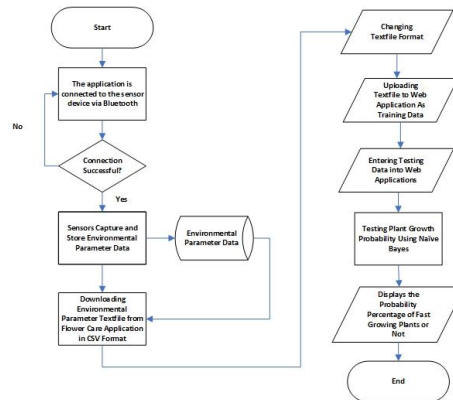 Start
The application is
connected to the sensor
device via Bluetooth
No
Connection
Successful?
Yes
Sensors Capture and
Store Environmental
Parameter Data
Environmental
Parameter Data
Downloading
Environmental
Parameter Textfile from
Flower Care Application
in CSV Format
Changing
Textfile Format
Uploading
Textfile to Web
Application As
Training Data
Entering Testing
Data into Web
Applications
Testing Plant Growth
Probability Using Naïve
Bayes
Displays the
Probability
Percentage of Fast
Growing Plants or
Not
End